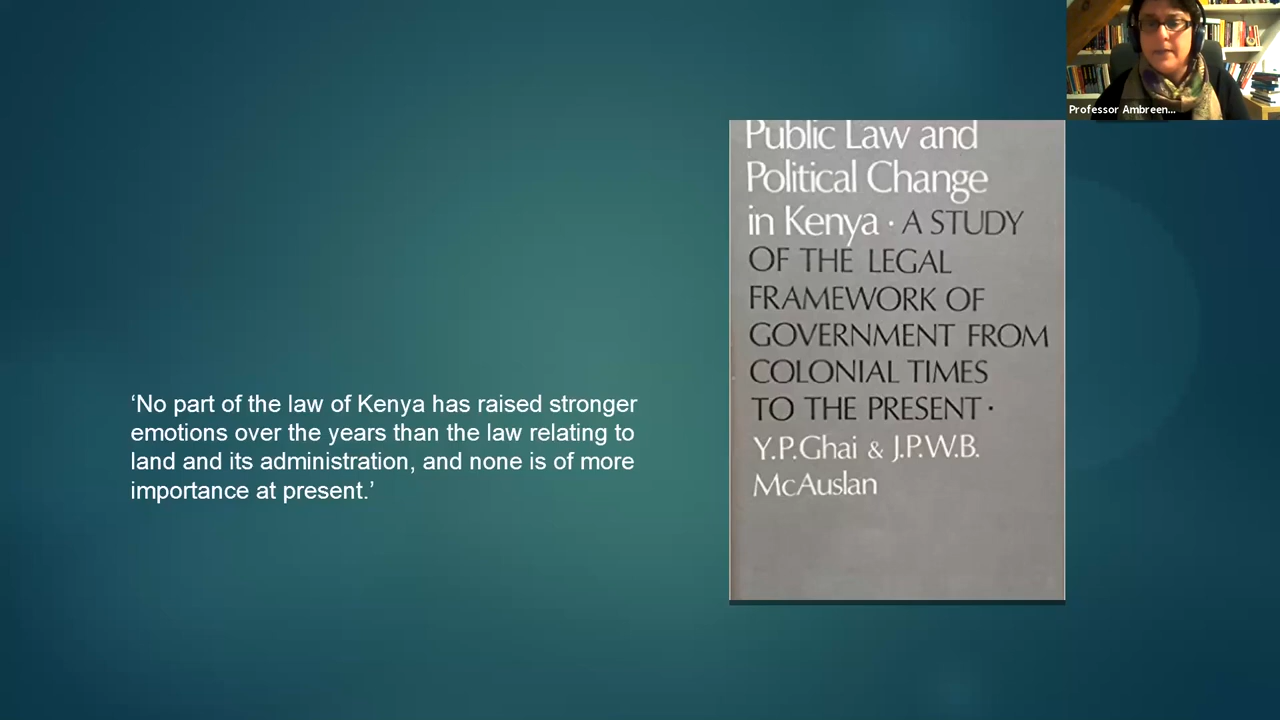 Professor Ambreen...
Public Law and
Political Change
in Kenya · A STUDY
OF THE LEGAL
FRAMEWORK OF
GOVERNMENT FROM
COLONIAL TIMES
TO THE PRESENT ·
Y.P.Ghai & J.P.W.B.
McAuslan
‘No part of the law of Kenya has raised stronger
emotions over the years than the law relating to
land and its administration, and none is of more
importance at present.’